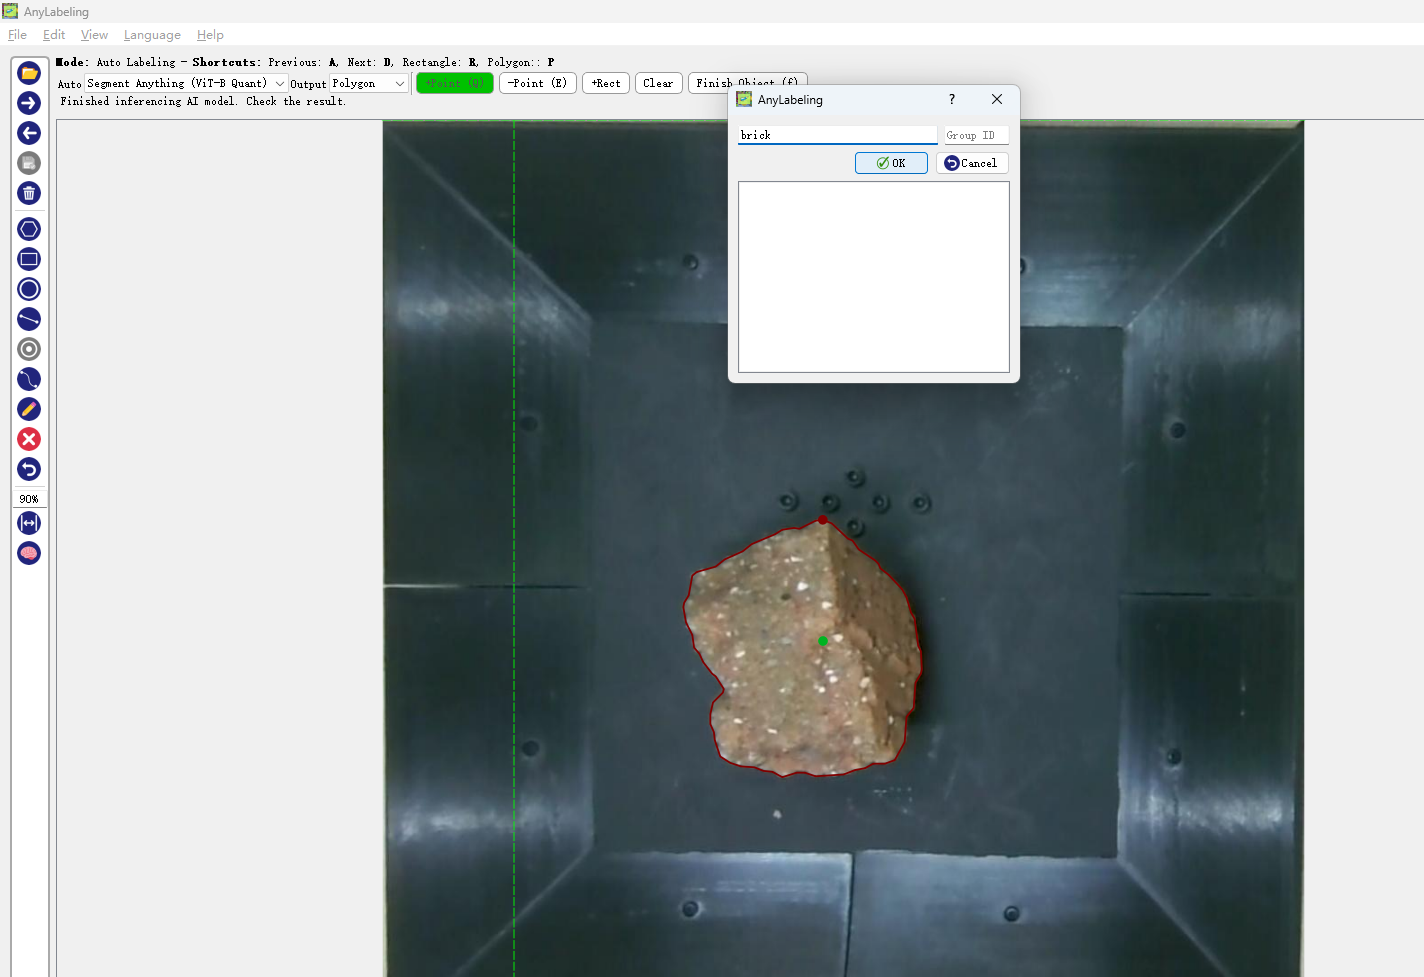 AnyLabeling
File Edit View Language Help
Mode: Auto Labeling - Shortcuts: Previous: A, Next: D, Rectangle: R, Polygon:: P
Auto Segment Anything (ViT-B Quant) Output Polygon +Point (Q) -Point (E) +Rect Clear Finish Object (f)
Finished inferencing AI model. Check the result.
AnyLabeling ?
brick Group ID
OK Cancel
90%